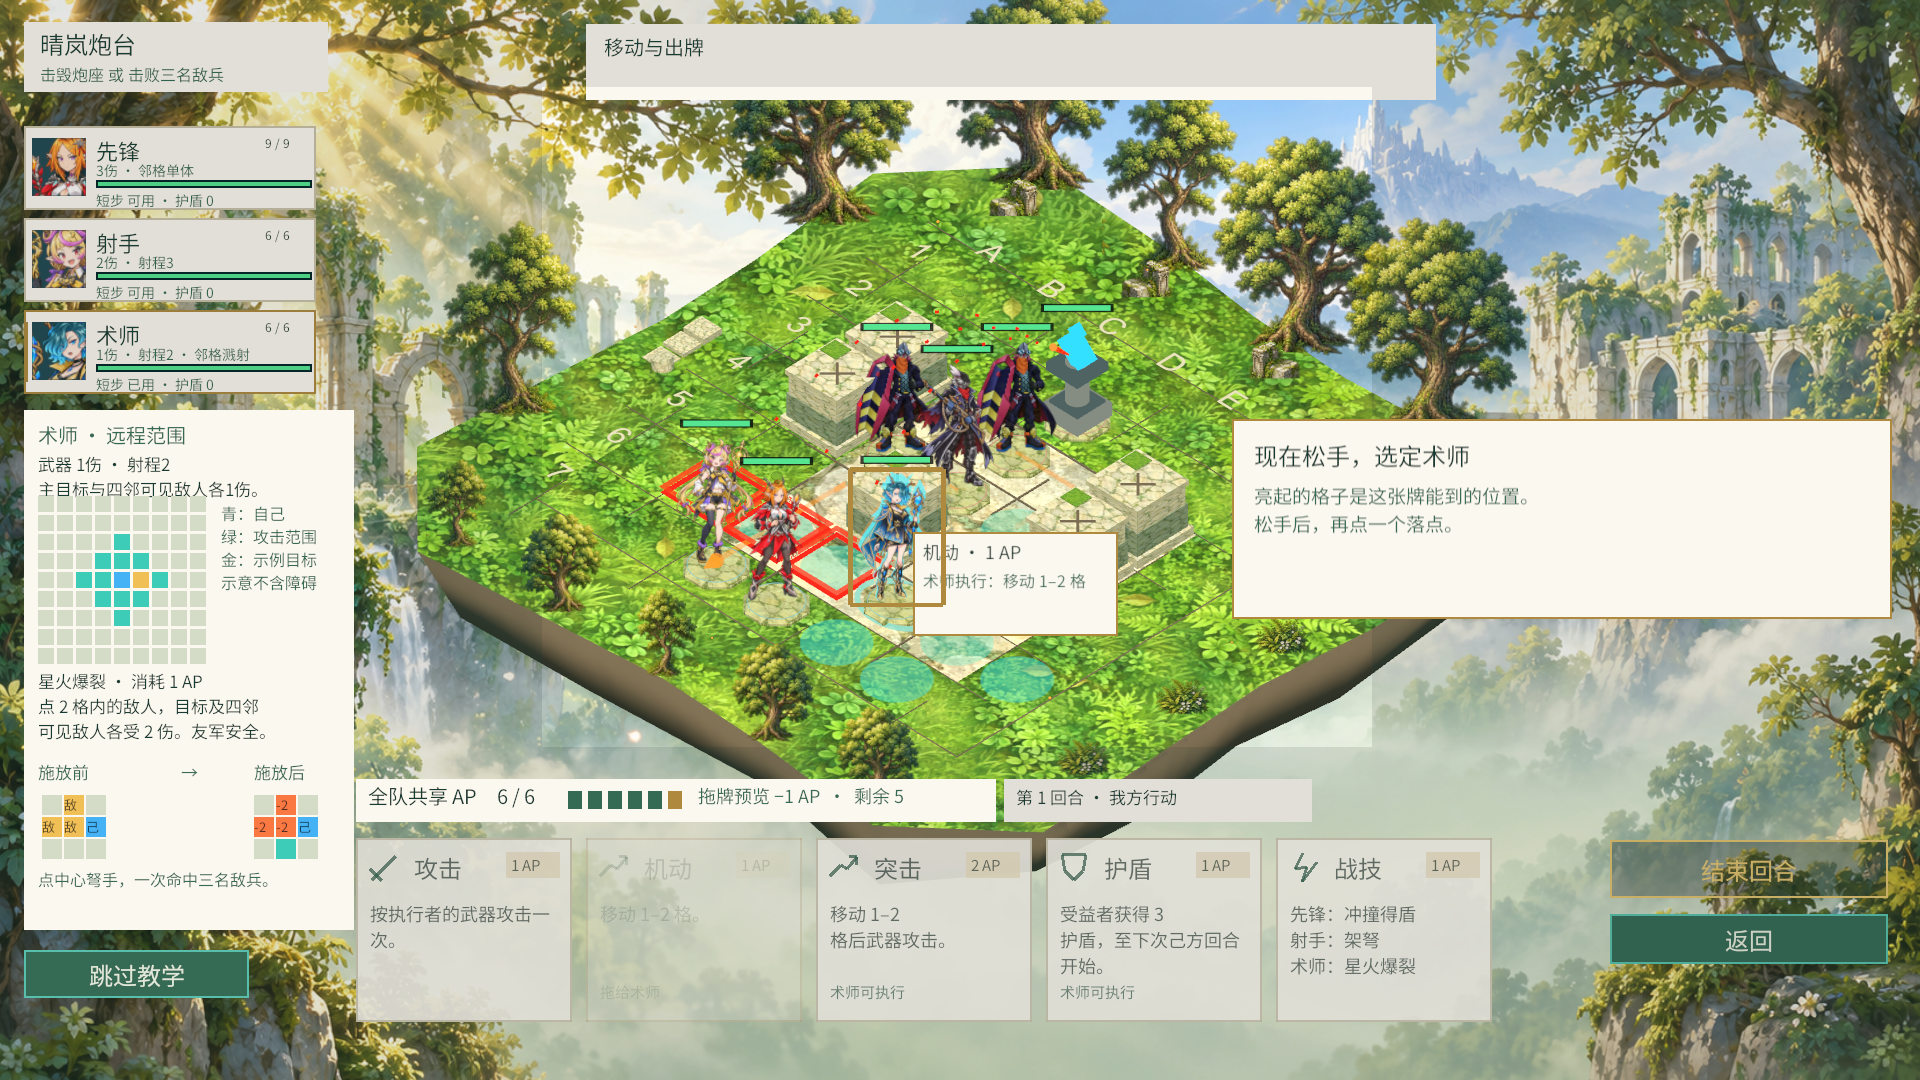 晴岚炮台
击毁炮座 或 击败三名敌兵
移动与出牌
先锋
9 / 9
3伤 · 邻格单体
短步 可用 · 护盾 0
射手
6 / 6
2伤 · 射程3
短步 可用 · 护盾 0
术师
6 / 6
1伤 · 射程2 · 邻格溅射
短步 已用 · 护盾 0
术师 · 远程范围
武器 1伤 · 射程2
主目标与四邻可见敌人各1伤。
青：自己
绿：攻击范围
金：示例目标
示意不含障碍
星火爆裂 · 消耗 1 AP
点 2 格内的敌人，目标及四邻
可见敌人各受 2 伤。友军安全。
施放前 → 施放后
敌
敌 敌 己
-2
-2 -2 己
点中心弩手，一次命中三名敌兵。
跳过教学
1 2 3 4 5 6 7
A B C D E
机动 · 1 AP
术师执行：移动 1–2 格
现在松手，选定术师
亮起的格子是这张牌能到的位置。
松手后，再点一个落点。
全队共享 AP 6 / 6
拖牌预览 −1 AP · 剩余 5
第 1 回合 · 我方行动
攻击 1 AP
按执行者的武器攻击一
次。
机动 1 AP
移动 1–2 格。
拖给术师
突击 2 AP
移动 1–2
格后武器攻击。
术师可执行
护盾 1 AP
受益者获得 3
护盾，至下次己方回合
开始。
术师可执行
战技 1 AP
先锋：冲撞得盾
射手：架弩
术师：星火爆裂
结束回合
返回